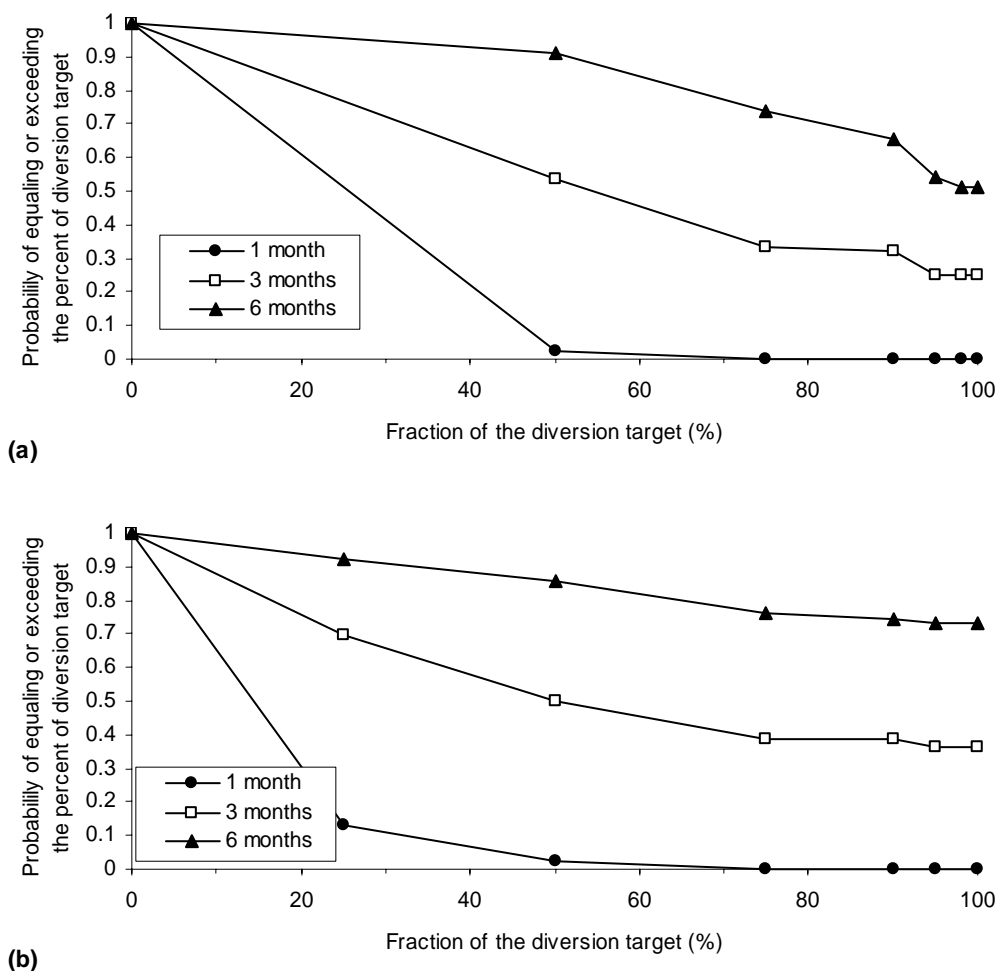 Probability of equaling or exceeding
the percent of diversion target
1
0.9
0.8
0.7
0.6
0.5
0.4
0.3
0.2
0.1
0
1 month
3 months
6 months
0 20 40 60 80 100
Fraction of the diversion target (%)
(a)
Probability of equaling or exceeding
the percent of diversion target
1
0.9
0.8
0.7
0.6
0.5
0.4
0.3
0.2
0.1
0
1 month
3 months
6 months
0 20 40 60 80 100
Fraction of the diversion target (%)
(b)